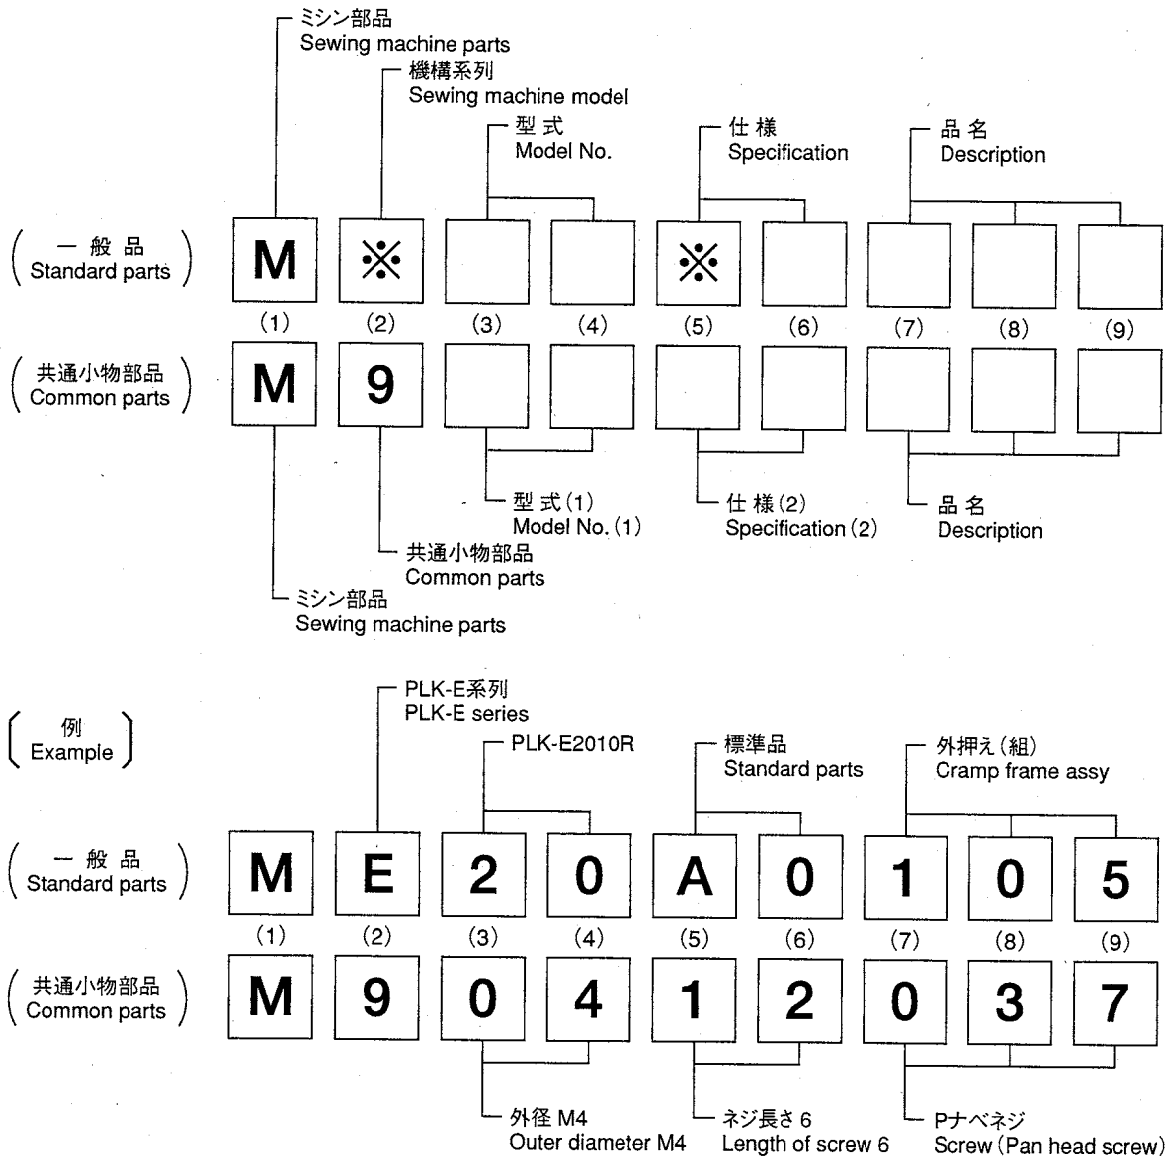 ミシン部品
Sewing machine parts
機構系列
Sewing machine model
型 式
Model No.
仕 様
Specification
品 名
Description
( 一 般 品
Standard parts )
M ※ ※
(1) (2) (3) (4) (5) (6) (7) (8) (9)
( 共通小物部品
Common parts )
M 9
型 式 (1)
Model No. (1)
仕 様 (2)
Specification (2)
品 名
Description
共通小物部品
Common parts
ミシン部品
Sewing machine parts
〔 例
Example 〕
PLK-E系列
PLK-E series
PLK-E2010R
標準品
Standard parts
外押え (組)
Cramp frame assy
( 一 般 品
Standard parts )
M E 2 0 A 0 1 0 5
(1) (2) (3) (4) (5) (6) (7) (8) (9)
( 共通小物部品
Common parts )
M 9 0 4 1 2 0 3 7
外径 M4
Outer diameter M4
ネジ長さ 6
Length of screw 6
Pナベネジ
Screw (Pan head screw)